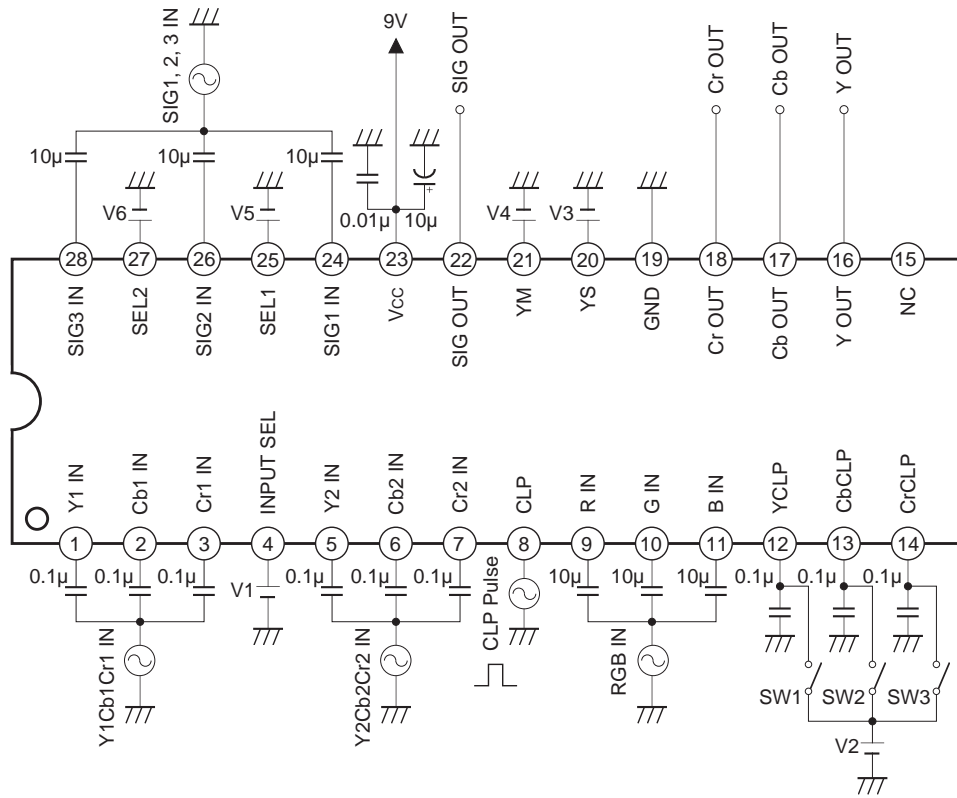 SIG1, 2, 3 IN
9V
SIG OUT
Cr OUT
Cb OUT
Y OUT
10µ
10µ
10µ
V6
V5
0.01µ
10µ
+
V4
V3
28
27
26
25
24
23
22
21
20
19
18
17
16
15
SIG3 IN
SEL2
SIG2 IN
SEL1
SIG1 IN
VCC
SIG OUT
YM
YS
GND
Cr OUT
Cb OUT
Y OUT
NC
Y1 IN
Cb1 IN
Cr1 IN
INPUT SEL
Y2 IN
Cb2 IN
Cr2 IN
CLP
R IN
G IN
B IN
YCLP
CbCLP
CrCLP
1
2
3
4
5
6
7
8
9
10
11
12
13
14
0.1µ
0.1µ
0.1µ
V1
0.1µ
0.1µ
0.1µ
CLP Pulse
10µ
10µ
10µ
0.1µ
0.1µ
0.1µ
Y1Cb1Cr1 IN
Y2Cb2Cr2 IN
RGB IN
SW1
SW2
SW3
V2